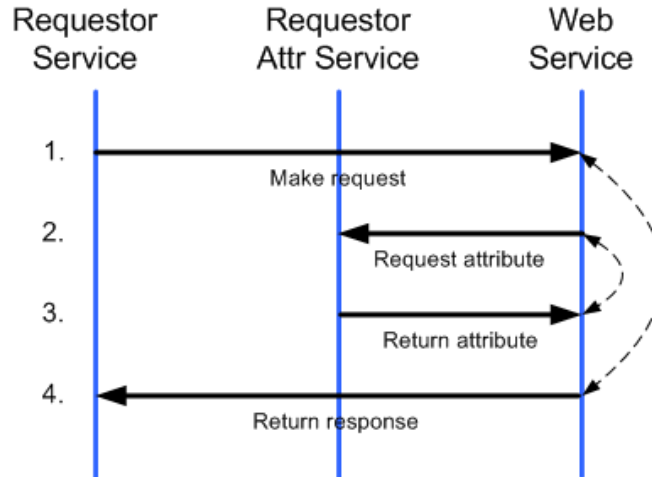 Requestor
Service
Requestor
Attr Service
Web
Service
1.
Make request
2.
Request attribute
3.
Return attribute
4.
Return response